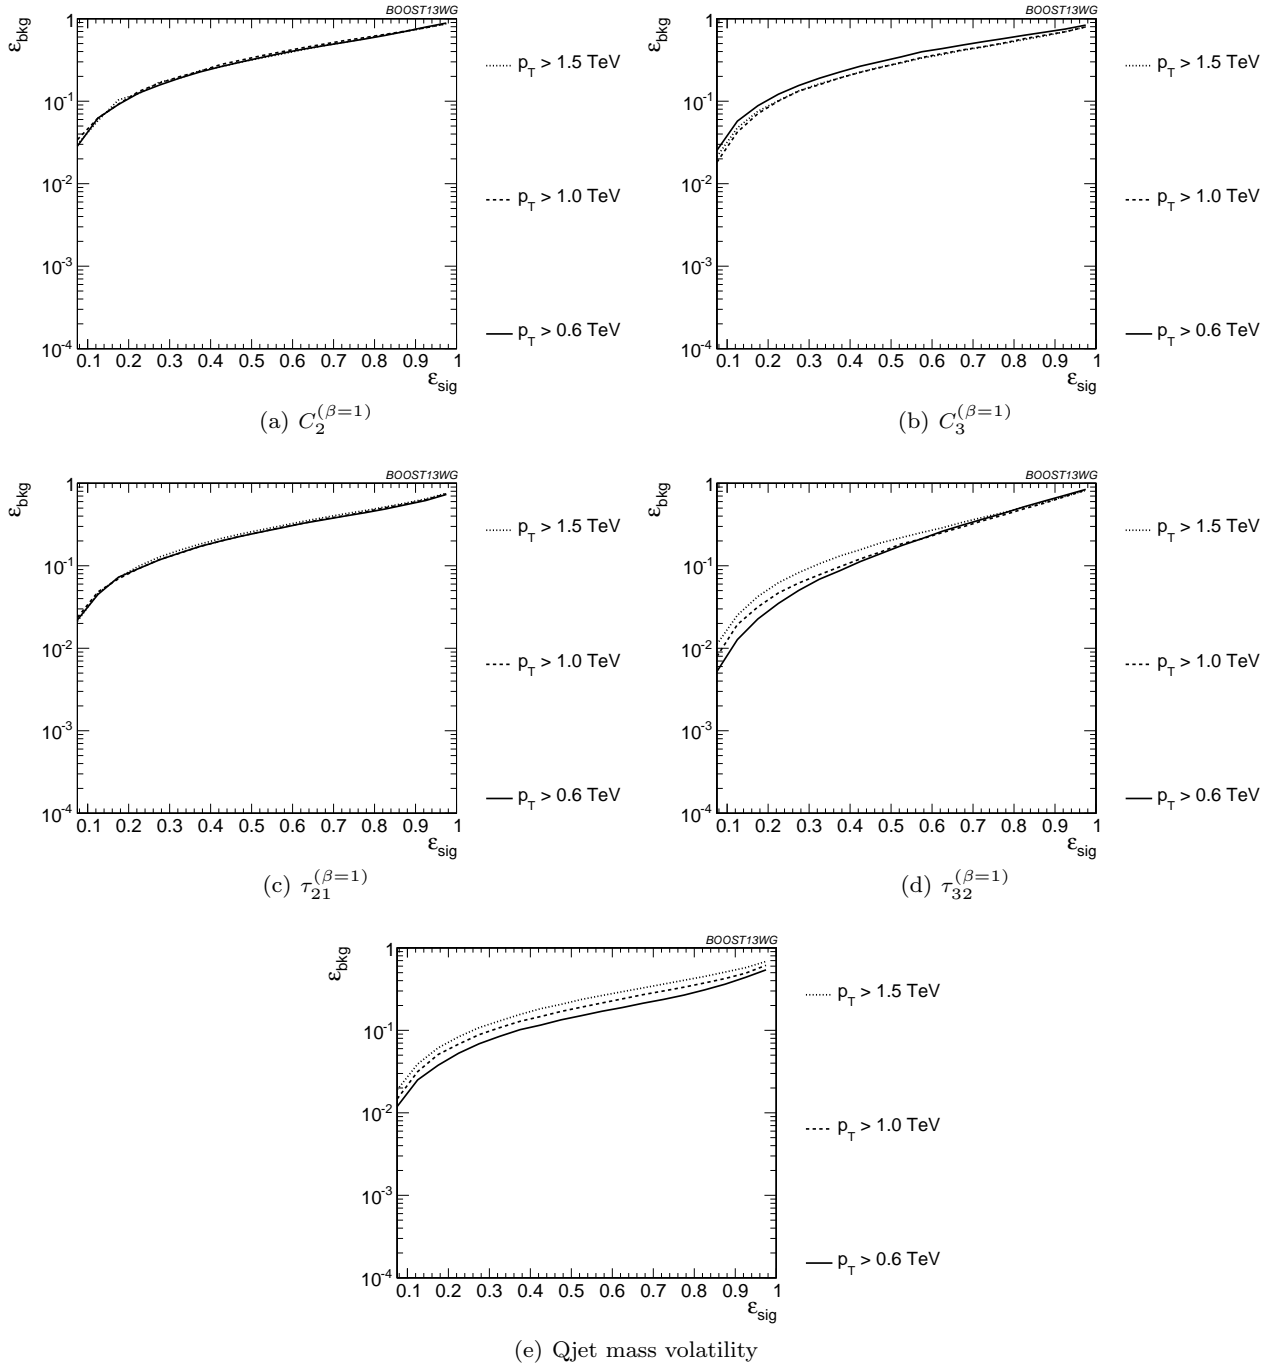 BOOST13WG
ε_bkg
1
10^-1
10^-2
10^-3
10^-4
0.1 0.2 0.3 0.4 0.5 0.6 0.7 0.8 0.9 1
ε_sig
p_T > 1.5 TeV
p_T > 1.0 TeV
p_T > 0.6 TeV
(a) C_2^(β=1)
BOOST13WG
ε_bkg
1
10^-1
10^-2
10^-3
10^-4
0.1 0.2 0.3 0.4 0.5 0.6 0.7 0.8 0.9 1
ε_sig
p_T > 1.5 TeV
p_T > 1.0 TeV
p_T > 0.6 TeV
(b) C_3^(β=1)
BOOST13WG
ε_bkg
1
10^-1
10^-2
10^-3
10^-4
0.1 0.2 0.3 0.4 0.5 0.6 0.7 0.8 0.9 1
ε_sig
p_T > 1.5 TeV
p_T > 1.0 TeV
p_T > 0.6 TeV
(c) τ_21^(β=1)
BOOST13WG
ε_bkg
1
10^-1
10^-2
10^-3
10^-4
0.1 0.2 0.3 0.4 0.5 0.6 0.7 0.8 0.9 1
ε_sig
p_T > 1.5 TeV
p_T > 1.0 TeV
p_T > 0.6 TeV
(d) τ_32^(β=1)
BOOST13WG
ε_bkg
1
10^-1
10^-2
10^-3
10^-4
0.1 0.2 0.3 0.4 0.5 0.6 0.7 0.8 0.9 1
ε_sig
p_T > 1.5 TeV
p_T > 1.0 TeV
p_T > 0.6 TeV
(e) Qjet mass volatility